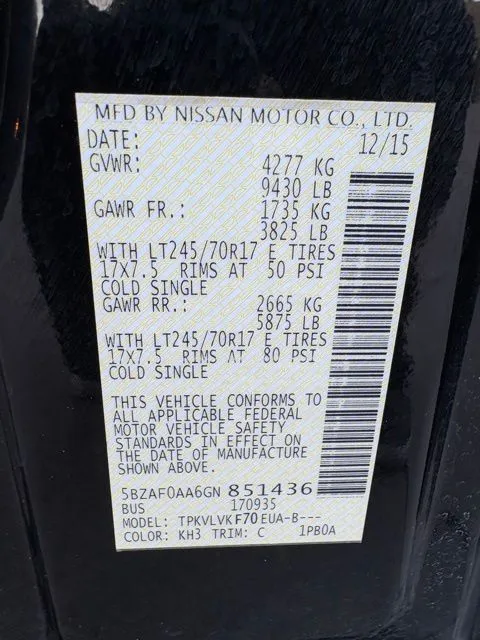 MFD BY NISSAN MOTOR CO., LTD.
DATE: 12/15
GVWR: 4277 KG
9430 LB
GAWR FR.: 1735 KG
3825 LB
WITH LT245/70R17 E TIRES
17X7.5 RIMS AT 50 PSI
COLD SINGLE
GAWR RR.: 2665 KG
5875 LB
WITH LT245/70R17 E TIRES
17X7.5 RIMS AT 80 PSI
COLD SINGLE
THIS VEHICLE CONFORMS TO
ALL APPLICABLE FEDERAL
MOTOR VEHICLE SAFETY
STANDARDS IN EFFECT ON
THE DATE OF MANUFACTURE
SHOWN ABOVE.
5BZAF0AA6GN 851436
BUS 170935
MODEL: TPKVLVKF70EUA-B---
COLOR: KH3 TRIM: C 1PB0A